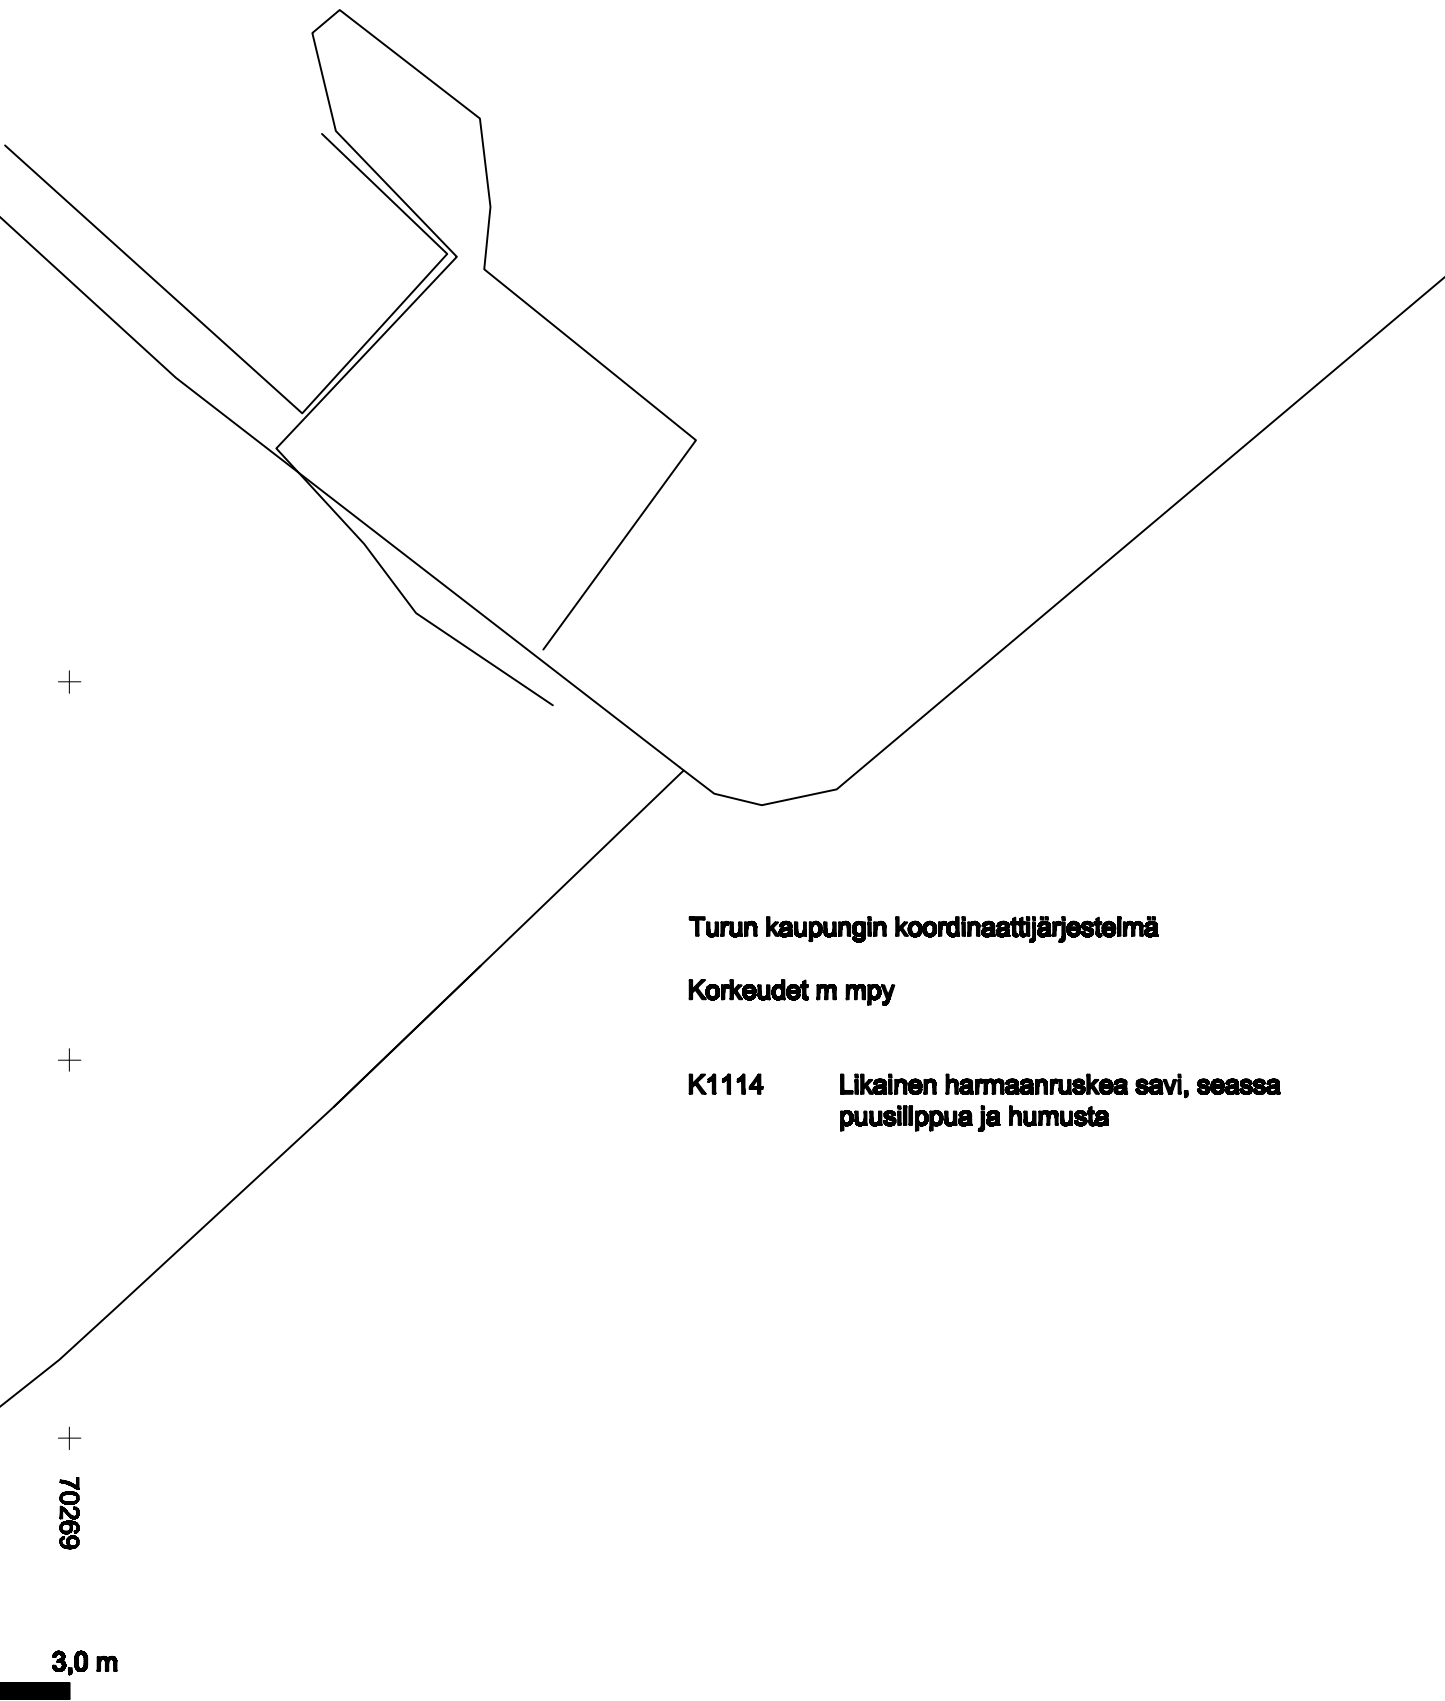 Turun kaupungin koordinaattijärjestelmä
Korkeudet m mpy
K1114 Likainen harmaanruskea savi, seassa
puusilppua ja humusta
70269
3,0 m